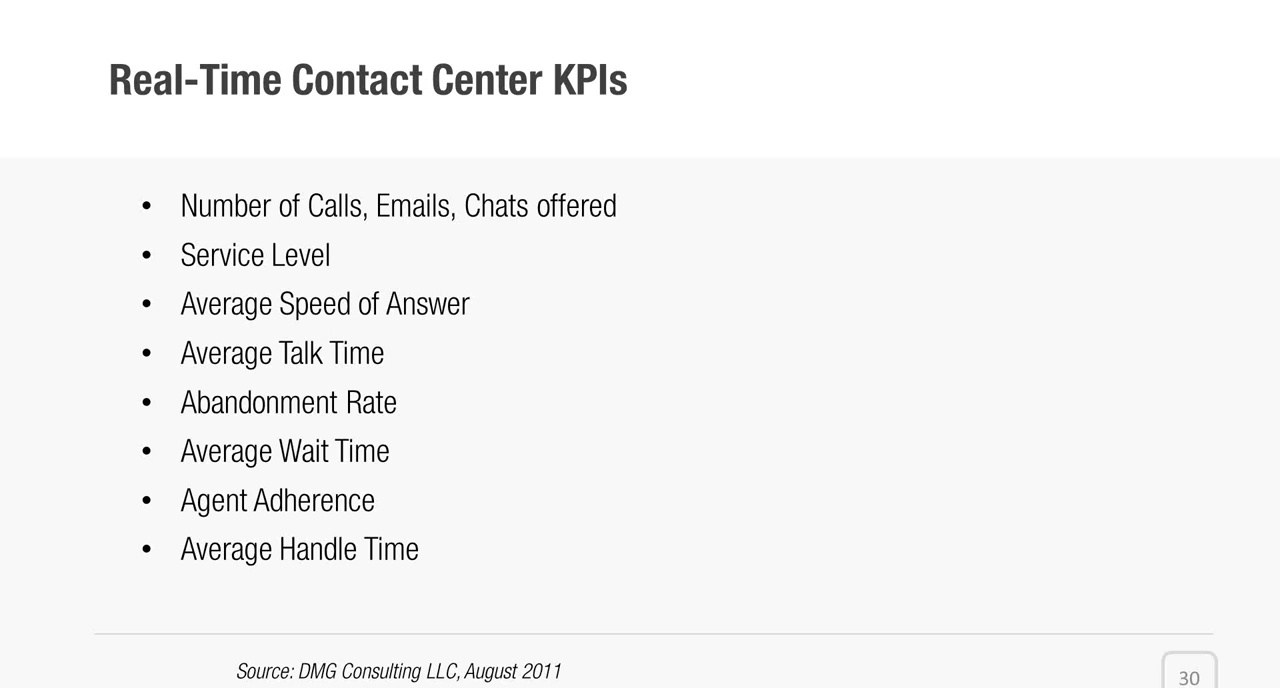 Real-Time Contact Center KPIs
• Number of Calls, Emails, Chats offered
• Service Level
• Average Speed of Answer
• Average Talk Time
• Abandonment Rate
• Average Wait Time
• Agent Adherence
• Average Handle Time
Source: DMG Consulting LLC, August 2011
30